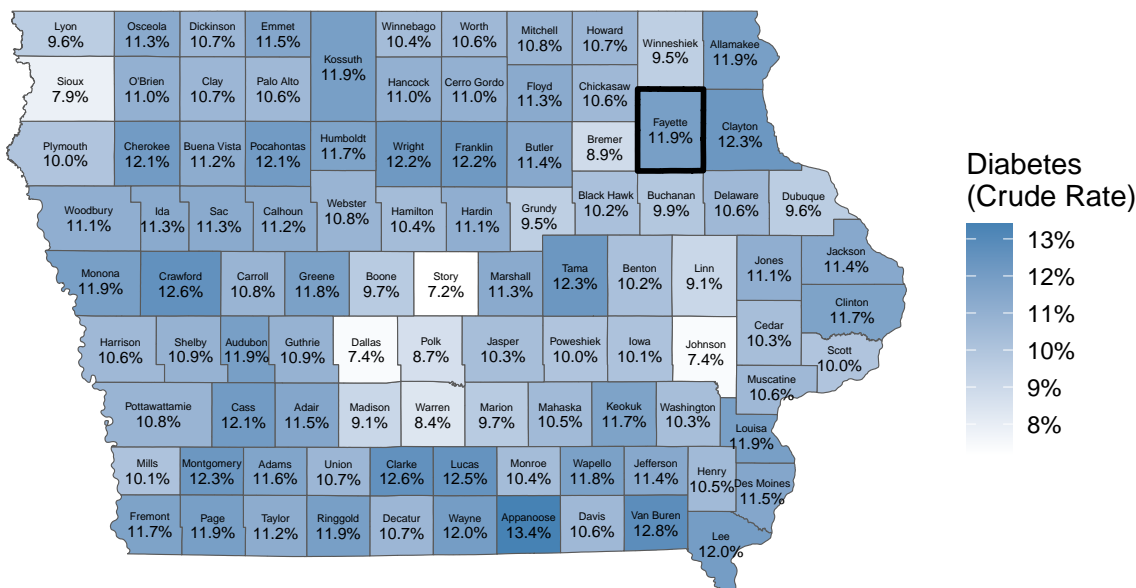 Lyon
9.6%
Osceola
11.3%
Dickinson
10.7%
Emmet
11.5%
Kossuth
11.9%
Winnebago
10.4%
Worth
10.6%
Mitchell
10.8%
Howard
10.7%
Winneshiek
9.5%
Allamakee
11.9%
Sioux
7.9%
O'Brien
11.0%
Clay
10.7%
Palo Alto
10.6%
Hancock
11.0%
Cerro Gordo
11.0%
Floyd
11.3%
Chickasaw
10.6%
Fayette
11.9%
Clayton
12.3%
Plymouth
10.0%
Cherokee
12.1%
Buena Vista
11.2%
Pocahontas
12.1%
Humboldt
11.7%
Wright
12.2%
Franklin
12.2%
Butler
11.4%
Bremer
8.9%
Woodbury
11.1%
Ida
11.3%
Sac
11.3%
Calhoun
11.2%
Webster
10.8%
Hamilton
10.4%
Hardin
11.1%
Grundy
9.5%
Black Hawk
10.2%
Buchanan
9.9%
Delaware
10.6%
Dubuque
9.6%
Monona
11.9%
Crawford
12.6%
Carroll
10.8%
Greene
11.8%
Boone
9.7%
Story
7.2%
Marshall
11.3%
Tama
12.3%
Benton
10.2%
Linn
9.1%
Jones
11.1%
Jackson
11.4%
Clinton
11.7%
Harrison
10.6%
Shelby
10.9%
Audubon
11.9%
Guthrie
10.9%
Dallas
7.4%
Polk
8.7%
Jasper
10.3%
Poweshiek
10.0%
Iowa
10.1%
Johnson
7.4%
Cedar
10.3%
Scott
10.0%
Muscatine
10.6%
Pottawattamie
10.8%
Cass
12.1%
Adair
11.5%
Madison
9.1%
Warren
8.4%
Marion
9.7%
Mahaska
10.5%
Keokuk
11.7%
Washington
10.3%
Louisa
11.9%
Mills
10.1%
Montgomery
12.3%
Adams
11.6%
Union
10.7%
Clarke
12.6%
Lucas
12.5%
Monroe
10.4%
Wapello
11.8%
Jefferson
11.4%
Henry
10.5%
Des Moines
11.5%
Fremont
11.7%
Page
11.9%
Taylor
11.2%
Ringgold
11.9%
Decatur
10.7%
Wayne
12.0%
Appanoose
13.4%
Davis
10.6%
Van Buren
12.8%
Lee
12.0%
Diabetes
(Crude Rate)
13%
12%
11%
10%
9%
8%